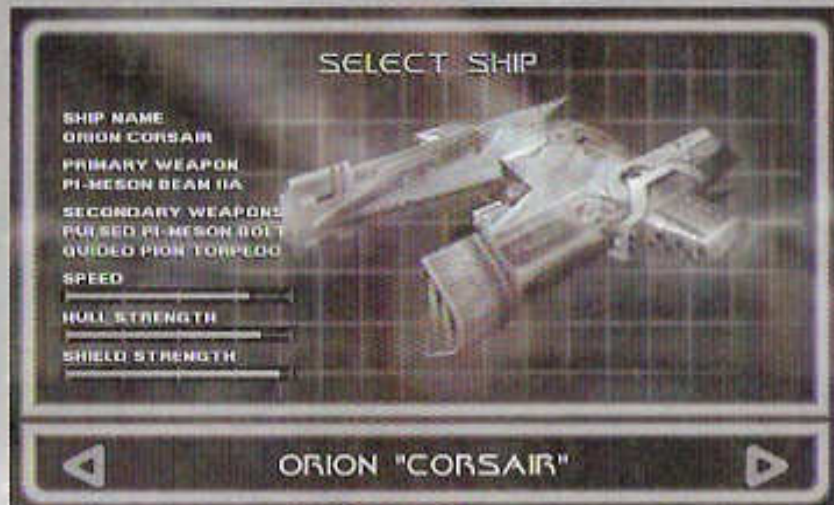 SELECT SHIP
SHIP NAME
ORION CORSAIR
PRIMARY WEAPON
PI-MESON BEAM IIA
SECONDARY WEAPONS
PULSED PI-MESON BOLT
GUIDED PION TORPEDO
SPEED
HULL STRENGTH
SHIELD STRENGTH
ORION "CORSAIR"